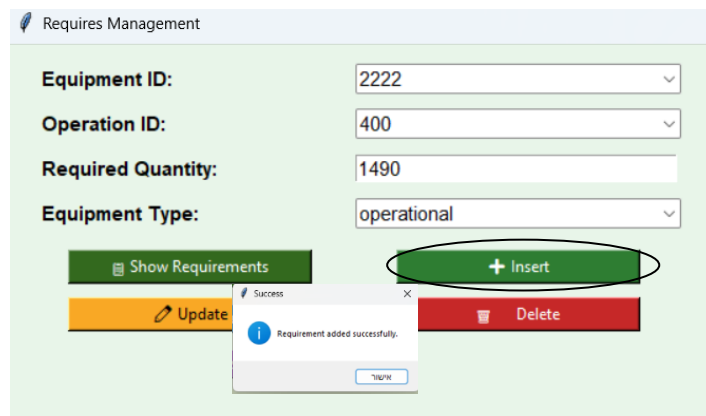 Requires Management
Equipment ID: 2222
Operation ID: 400
Required Quantity: 1490
Equipment Type: operational
Show Requirements
Insert
Update
Delete
Success
Requirement added successfully.
אישור